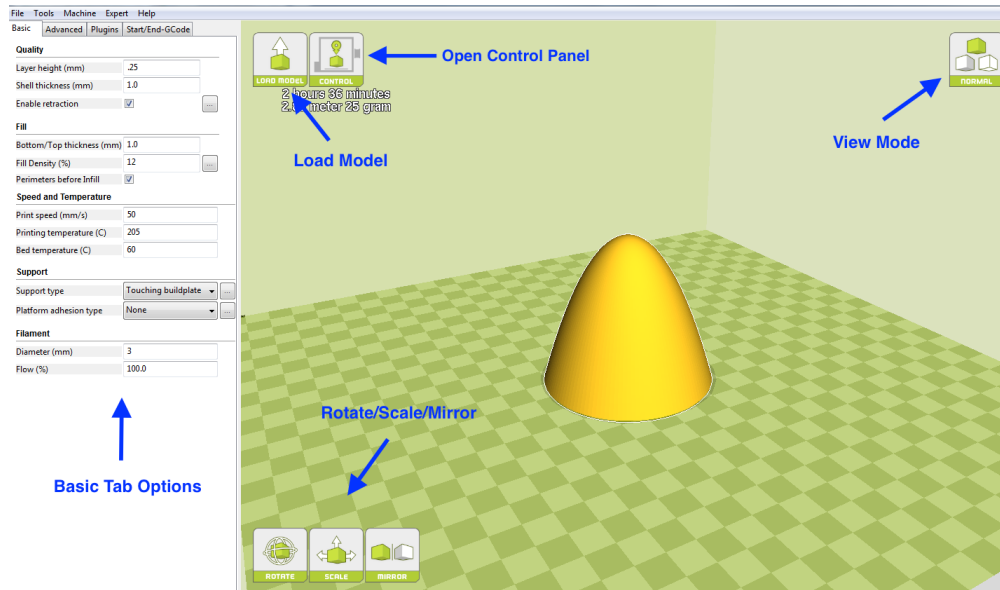 File Tools Machine Expert Help
Basic Advanced Plugins Start/End-GCode
Quality
Layer height (mm) .25
Shell thickness (mm) 1.0
Enable retraction ...
Fill
Bottom/Top thickness (mm) 1.0
Fill Density (%) 12 ...
Perimeters before Infill
Speed and Temperature
Print speed (mm/s) 50
Printing temperature (C) 205
Bed temperature (C) 60
Support
Support type Touching buildplate ...
Platform adhesion type None ...
Filament
Diameter (mm) 3
Flow (%) 100.0
Basic Tab Options
LOAD MODEL CONTROL
Open Control Panel
2 hours 36 minutes
meter 25 gram
Load Model
NORMAL
View Mode
Rotate/Scale/Mirror
ROTATE SCALE MIRROR